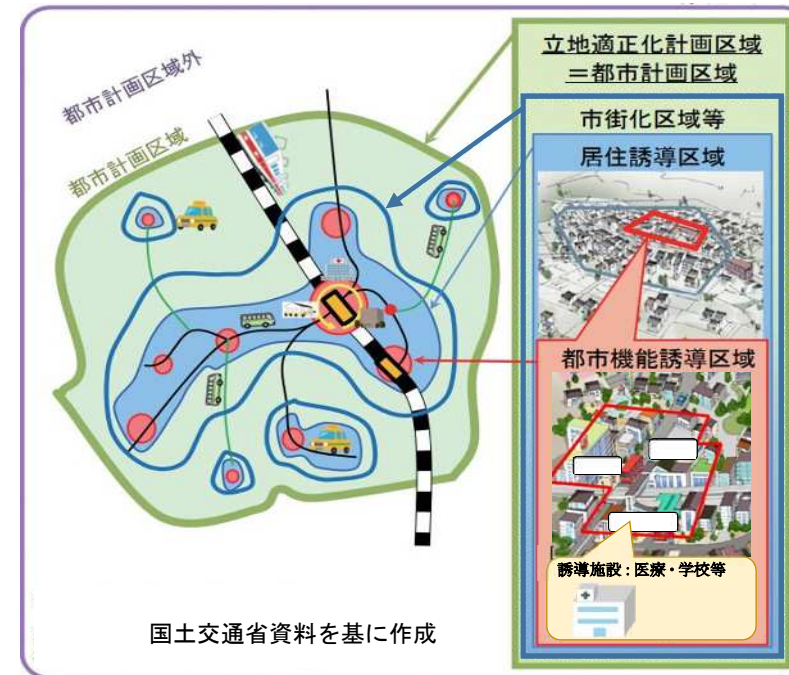 都市計画区域外
都市計画区域
立地適正化計画区域
＝都市計画区域
市街化区域等
居住誘導区域
都市機能誘導区域
誘導施設：医療・学校等
国土交通省資料を基に作成